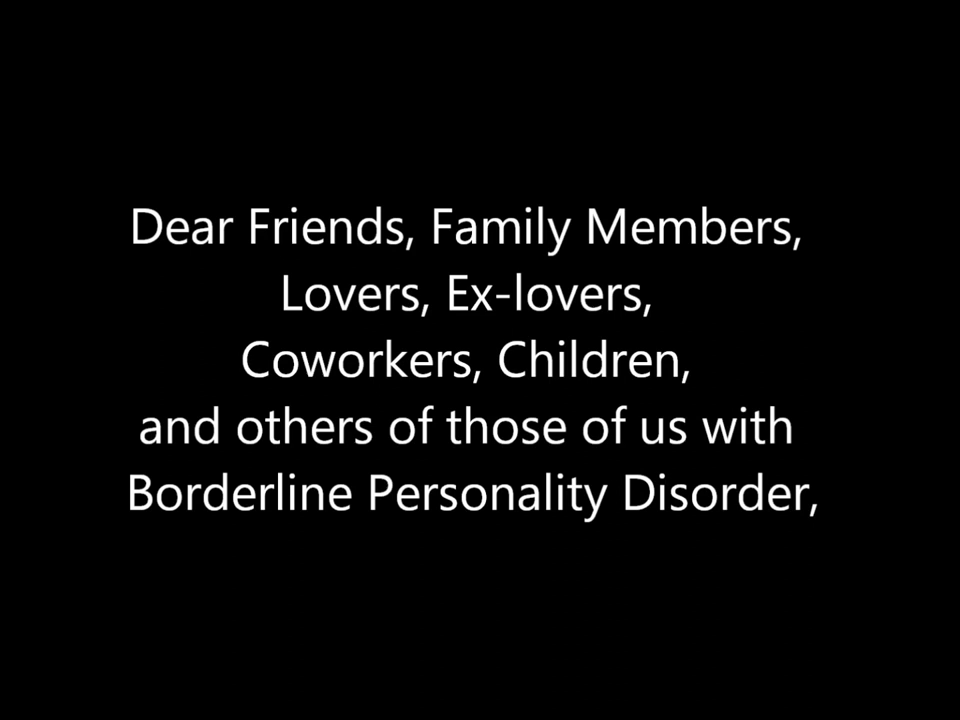 Dear Friends, Family Members,
Lovers, Ex-lovers,
Coworkers, Children,
and others of those of us with
Borderline Personality Disorder,